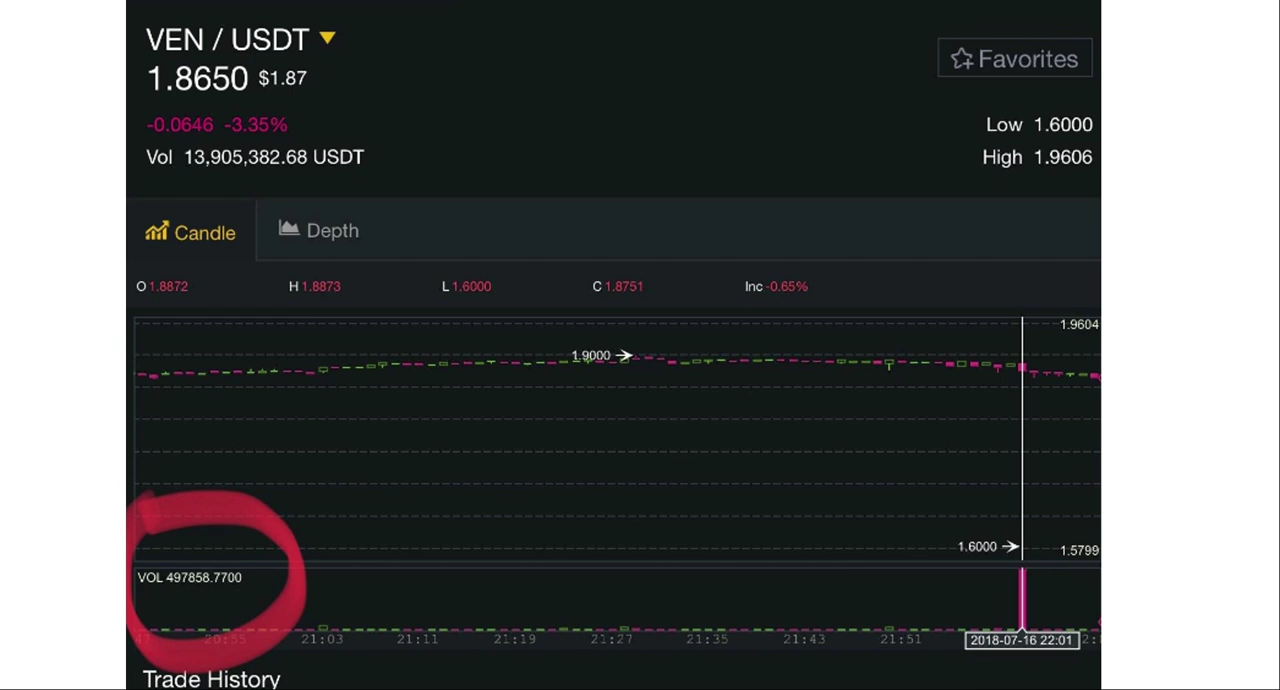 VEN / USDT
1.8650 $1.87
Favorites
-0.0646 -3.35%
Low 1.6000
Vol 13,905,382.68 USDT
High 1.9606
Candle
Depth
O 1.8872 H 1.8873 L 1.6000 C 1.8751 Inc -0.65%
1.9604
1.9000
1.6000
1.5799
VOL 497858.7700
20:55 21:03 21:11 21:19 21:27 21:35 21:43 21:51 2018-07-16 22:01
Trade History